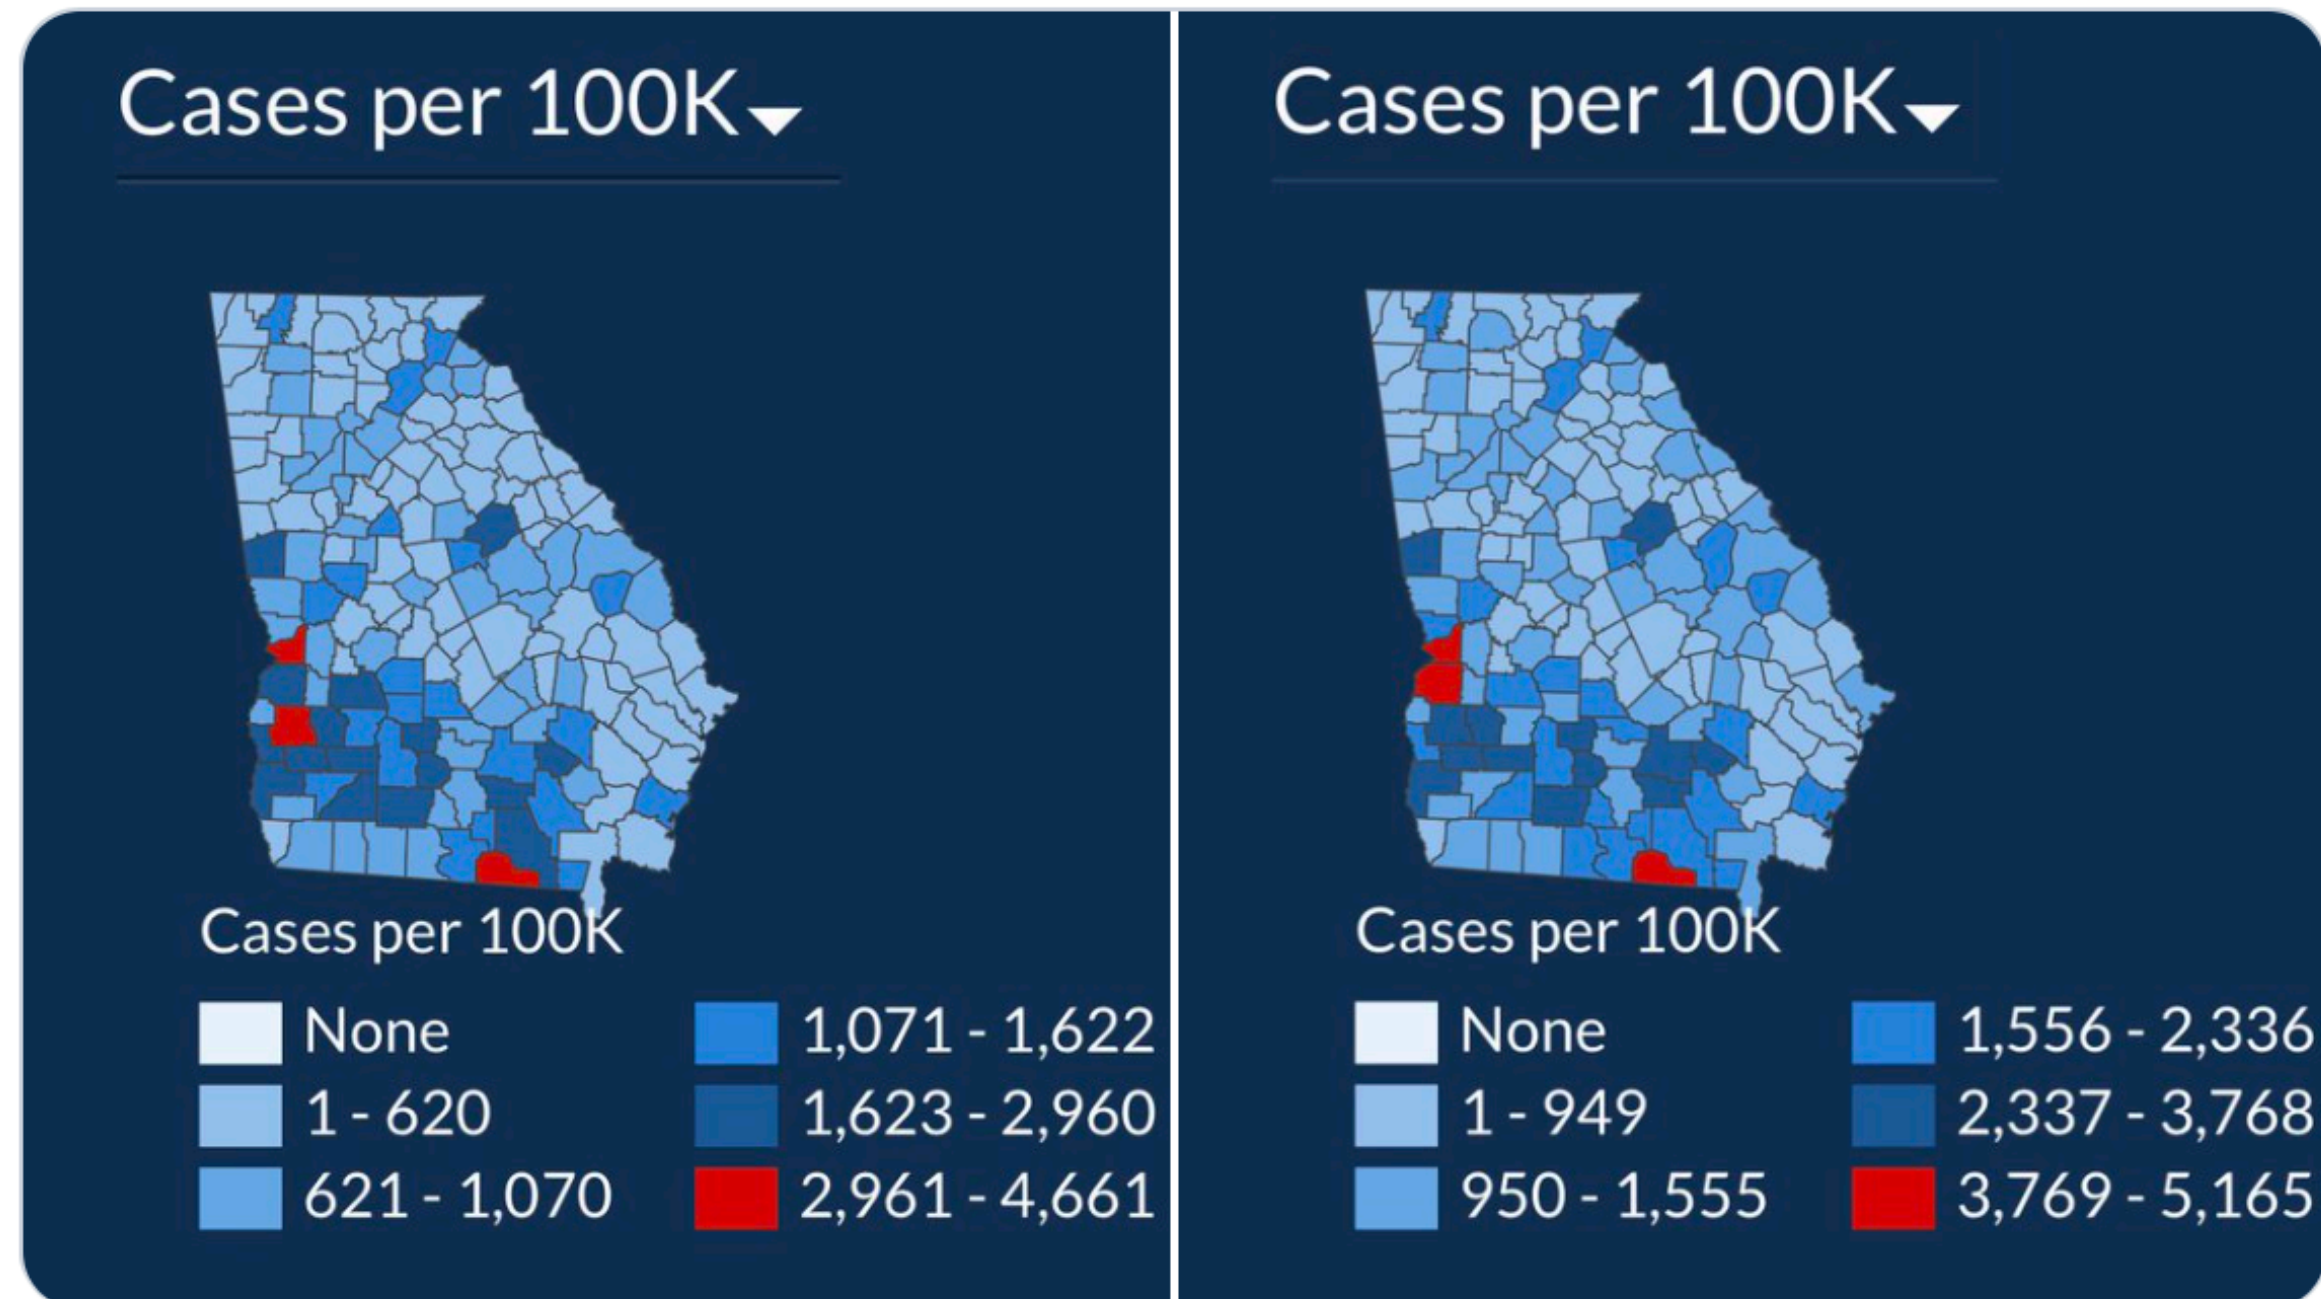 Cases per 100K
Cases per 100K
None
1 - 620
621 - 1,070
1,071 - 1,622
1,623 - 2,960
2,961 - 4,661
Cases per 100K
Cases per 100K
None
1 - 949
950 - 1,555
1,556 - 2,336
2,337 - 3,768
3,769 - 5,165